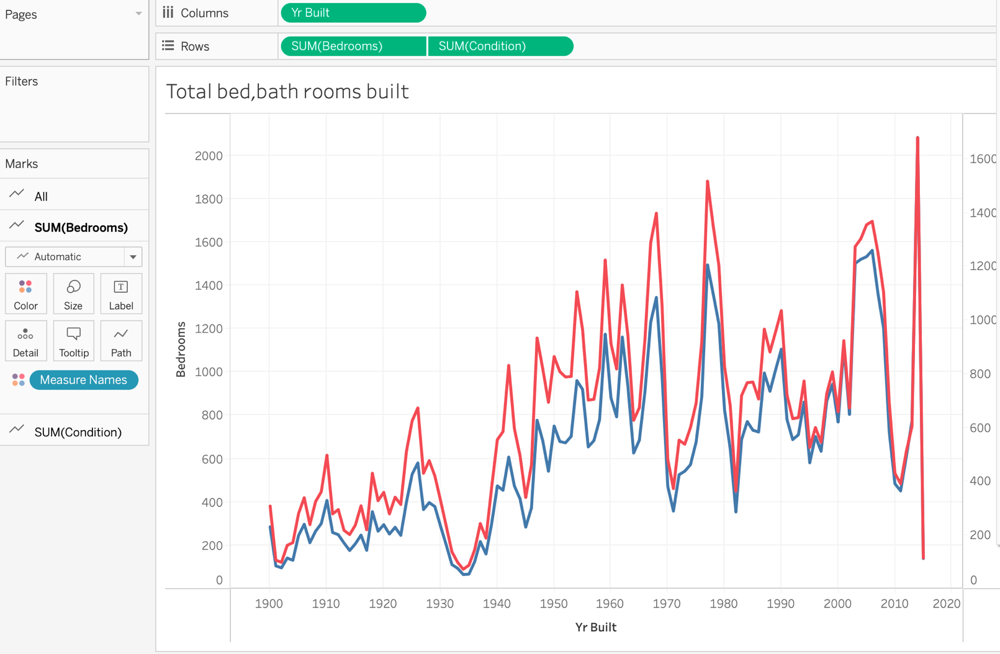 Pages
Columns
Yr Built
Rows
SUM(Bedrooms)
SUM(Condition)
Filters
Marks
All
SUM(Bedrooms)
Automatic
Color
Size
Label
Detail
Tooltip
Path
Measure Names
SUM(Condition)
Total bed,bath rooms built
Bedrooms
2000
1800
1600
1400
1200
1000
800
600
400
200
0
1600
1400
1200
1000
800
600
400
200
0
1900
1910
1920
1930
1940
1950
1960
1970
1980
1990
2000
2010
2020
Yr Built